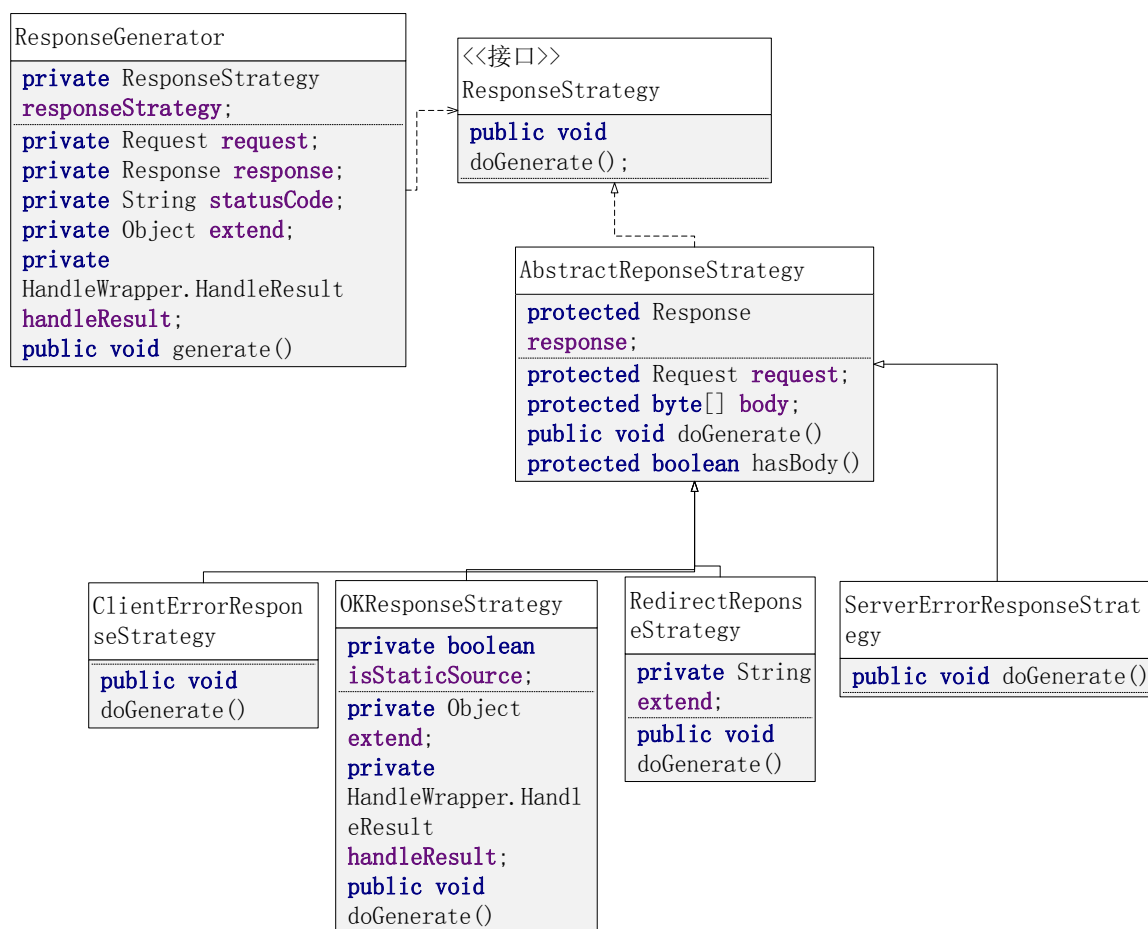 ResponseGenerator
private ResponseStrategy
responseStrategy;
private Request request;
private Response response;
private String statusCode;
private Object extend;
private
HandleWrapper.HandleResult
handleResult;
public void generate()
<<接口>>
ResponseStrategy
public void
doGenerate();
AbstractReponseStrategy
protected Response
response;
protected Request request;
protected byte[] body;
public void doGenerate()
protected boolean hasBody()
ClientErrorRespon
seStrategy
public void
doGenerate()
OKResponseStrategy
private boolean
isStaticSource;
private Object
extend;
private
HandleWrapper.Handl
eResult
handleResult;
public void
doGenerate()
RedirectRepons
eStrategy
private String
extend;
public void
doGenerate()
ServerErrorResponseStrat
egy
public void doGenerate()